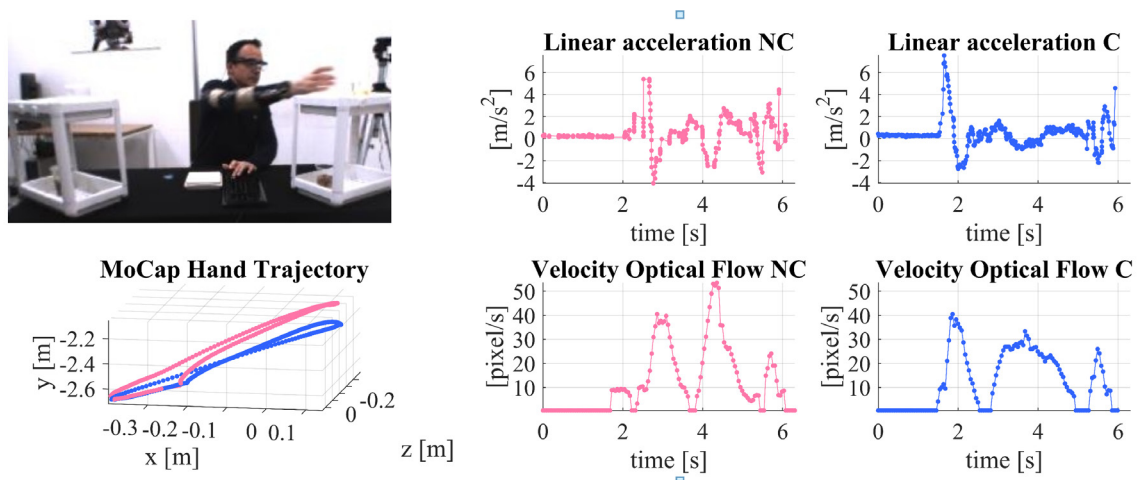 Linear acceleration NC
[m/s²]
6
4
2
0
-2
-4
0 2 4 6
time [s]
Linear acceleration C
[m/s²]
6
4
2
0
-2
-4
0 2 4 6
time [s]
MoCap Hand Trajectory
y [m]
-2.2
-2.4
-2.6
-0.3 -0.2 -0.1 0 0.1
x [m]
0 -0.2
z [m]
Velocity Optical Flow NC
[pixel/s]
50
40
30
20
10
0 2 4 6
time [s]
Velocity Optical Flow C
[pixel/s]
50
40
30
20
10
0 2 4 6
time [s]